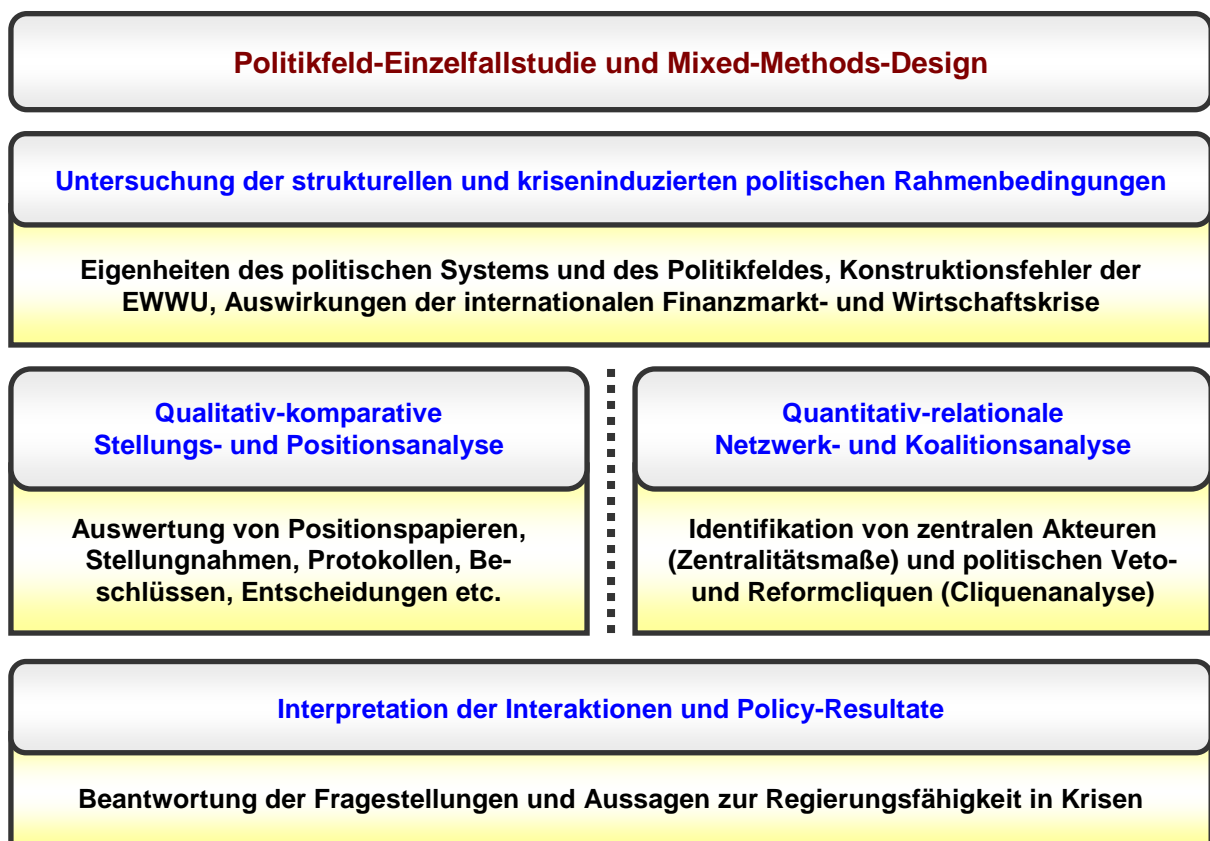 Politikfeld-Einzelfallstudie und Mixed-Methods-Design
Untersuchung der strukturellen und kriseninduzierten politischen Rahmenbedingungen
Eigenheiten des politischen Systems und des Politikfeldes, Konstruktionsfehler der
EWWU, Auswirkungen der internationalen Finanzmarkt- und Wirtschaftskrise
Qualitativ-komparative
Stellungs- und Positionsanalyse
Auswertung von Positionspapieren,
Stellungnahmen, Protokollen, Be-
schlüssen, Entscheidungen etc.
Quantitativ-relationale
Netzwerk- und Koalitionsanalyse
Identifikation von zentralen Akteuren
(Zentralitätsmaße) und politischen Veto-
und Reformcliquen (Cliquenanalyse)
Interpretation der Interaktionen und Policy-Resultate
Beantwortung der Fragestellungen und Aussagen zur Regierungsfähigkeit in Krisen